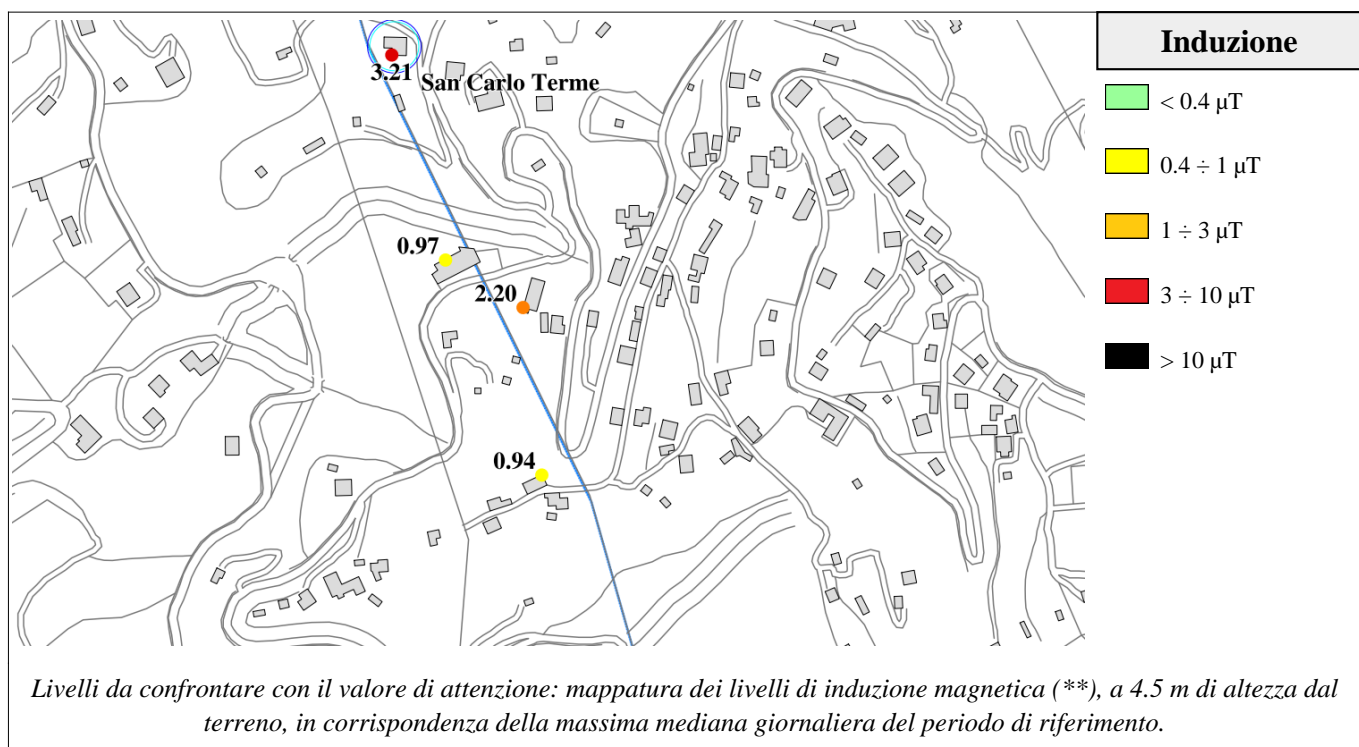 Induzione
3.21
San Carlo Terme
< 0.4 µT
0.4 ÷ 1 µT
1 ÷ 3 µT
0.97
3 ÷ 10 µT
2.20
> 10 µT
0.94
Livelli da confrontare con il valore di attenzione: mappatura dei livelli di induzione magnetica (**), a 4.5 m di altezza dal
terreno, in corrispondenza della massima mediana giornaliera del periodo di riferimento.